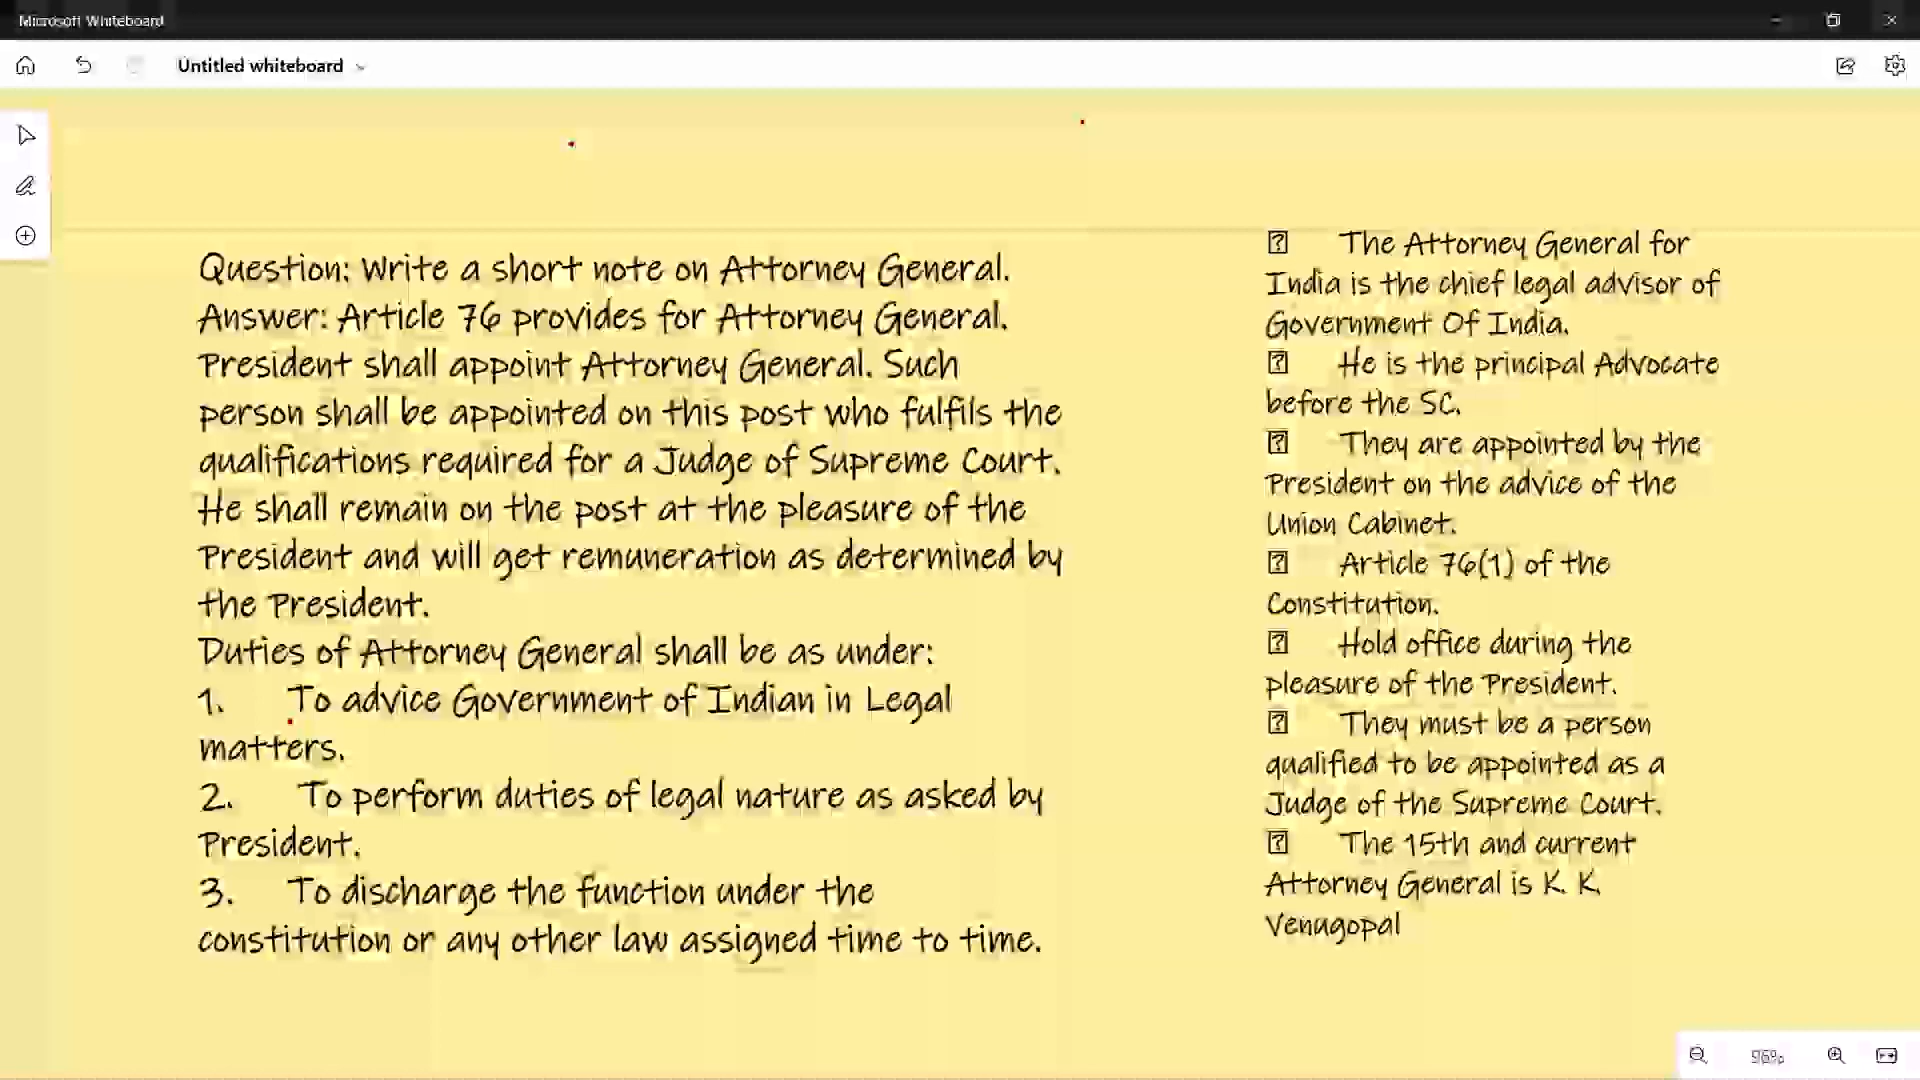 Microsoft Whiteboard
Untitled whiteboard
Question: Write a short note on Attorney General.
Answer: Article 76 provides for Attorney General.
President shall appoint Attorney General. Such
person shall be appointed on this post who fulfils the
qualifications required for a Judge of Supreme Court.
He shall remain on the post at the pleasure of the
President and will get remuneration as determined by
the President.
Duties of Attorney General shall be as under:
1. To advice Government of Indian in Legal
matters.
2. To perform duties of legal nature as asked by
President.
3. To discharge the function under the
constitution or any other law assigned time to time.
The Attorney General for
India is the chief legal advisor of
Government Of India.
He is the principal Advocate
before the SC.
They are appointed by the
President on the advice of the
Union Cabinet.
Article 76(1) of the
Constitution.
Hold office during the
pleasure of the President.
They must be a person
qualified to be appointed as a
Judge of the Supreme Court.
The 15th and current
Attorney General is K. K.
Venugopal